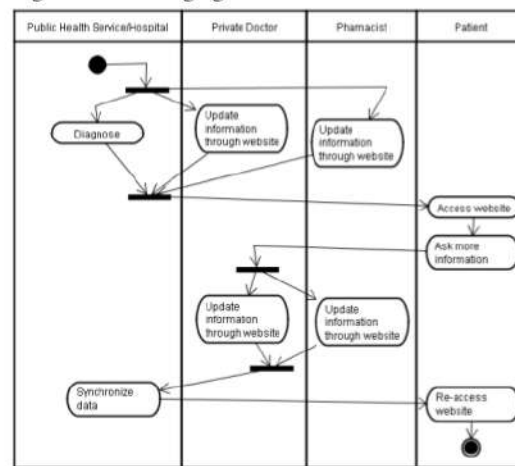 Public Health Service/Hospital
Private Doctor
Pharmacist
Patient
Diagnose
Update
information
through website
Update
information
through website
Access website
Ask more
information
Update
information
through website
Update
information
through website
Synchronize
data
Re-access
website